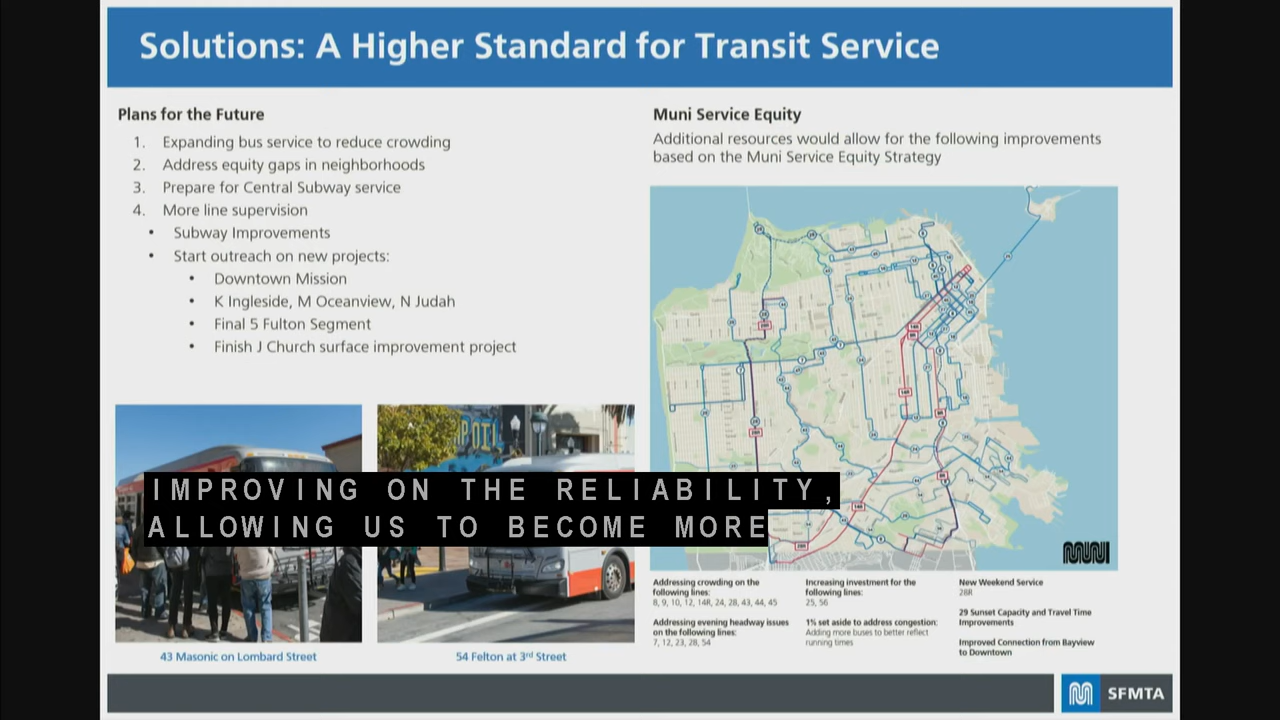 Solutions: A Higher Standard for Transit Service
Plans for the Future
1. Expanding bus service to reduce crowding
2. Address equity gaps in neighborhoods
3. Prepare for Central Subway service
4. More line supervision
• Subway Improvements
• Start outreach on new projects:
• Downtown Mission
• K Ingleside, M Oceanview, N Judah
• Final 5 Fulton Segment
• Finish J Church surface improvement project
43 Masonic on Lombard Street
54 Felton at 3rd Street
Muni Service Equity
Additional resources would allow for the following improvements
based on the Muni Service Equity Strategy
MUNI
Addressing crowding on the
following lines:
8, 9, 10, 12, 14R, 24, 28, 43, 44, 45
Addressing evening headway issues
on the following lines:
7, 12, 23, 28, 54
Increasing investment for the
following lines:
25, 56
1% set aside to address congestion:
Adding more buses to better reflect
running times
New Weekend Service
28R
29 Sunset Capacity and Travel Time
Improvements
Improved Connection from Bayview
to Downtown
IMPROVING ON THE RELIABILITY,
ALLOWING US TO BECOME MORE
SFMTA